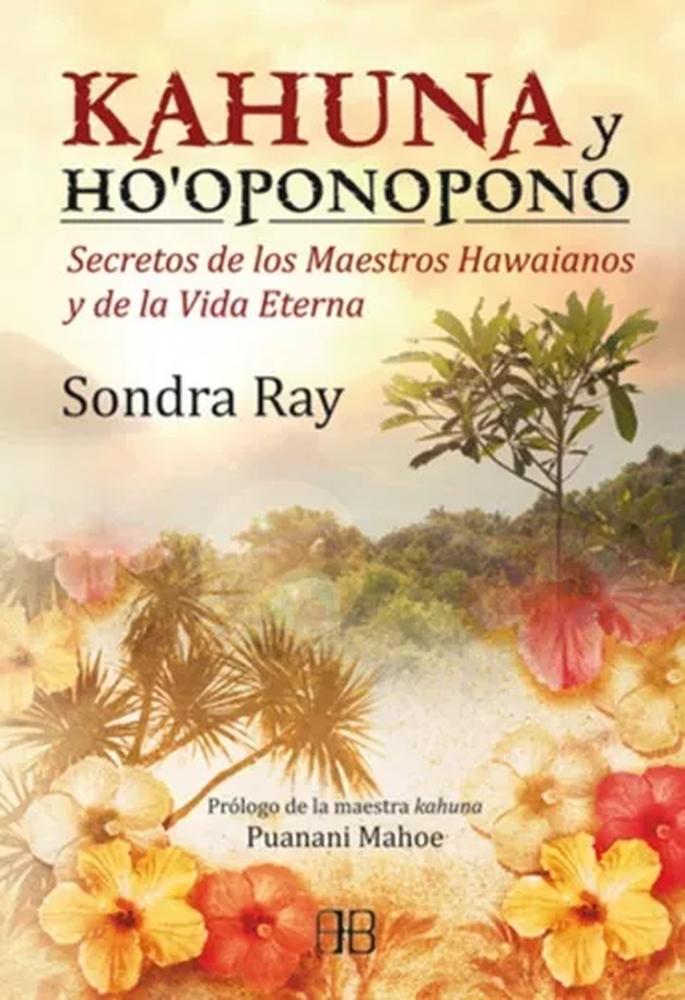 KAHUNA y
HO'OPONOPONO
Secretos de los Maestros Hawaianos
y de la Vida Eterna
Sondra Ray
Prólogo de la maestra kahuna
Puanani Mahoe